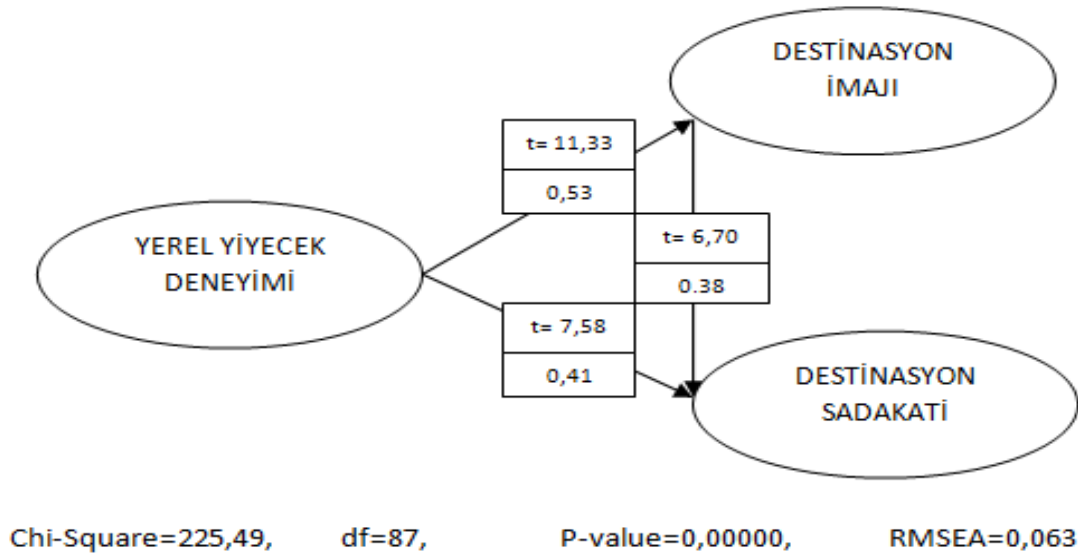 DESTİNASYON
İMAJI
t= 11,33
0,53
YEREL YİYECEK
DENEYİMİ
t= 6,70
0.38
t= 7,58
0,41
DESTİNASYON
SADAKATİ
Chi-Square=225,49, df=87, P-value=0,00000, RMSEA=0,063